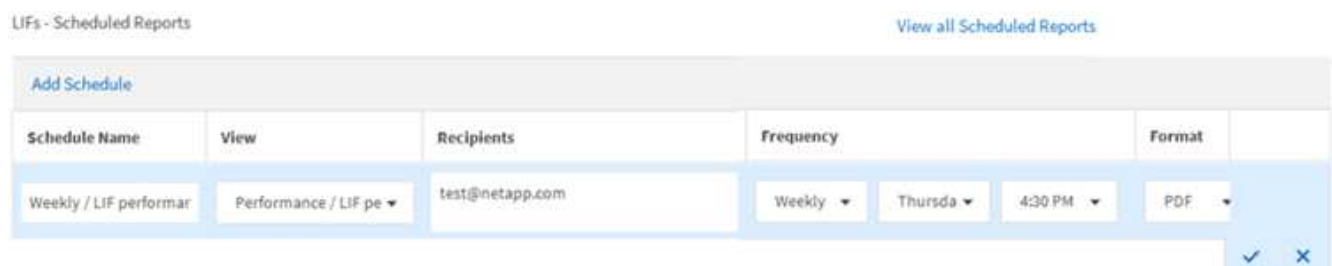 LIFs - Scheduled Reports View all Scheduled Reports
Add Schedule
Schedule Name View Recipients Frequency Format
Weekly / LIF performar Performance / LIF pe test@netapp.com Weekly Thursda 4:30 PM PDF